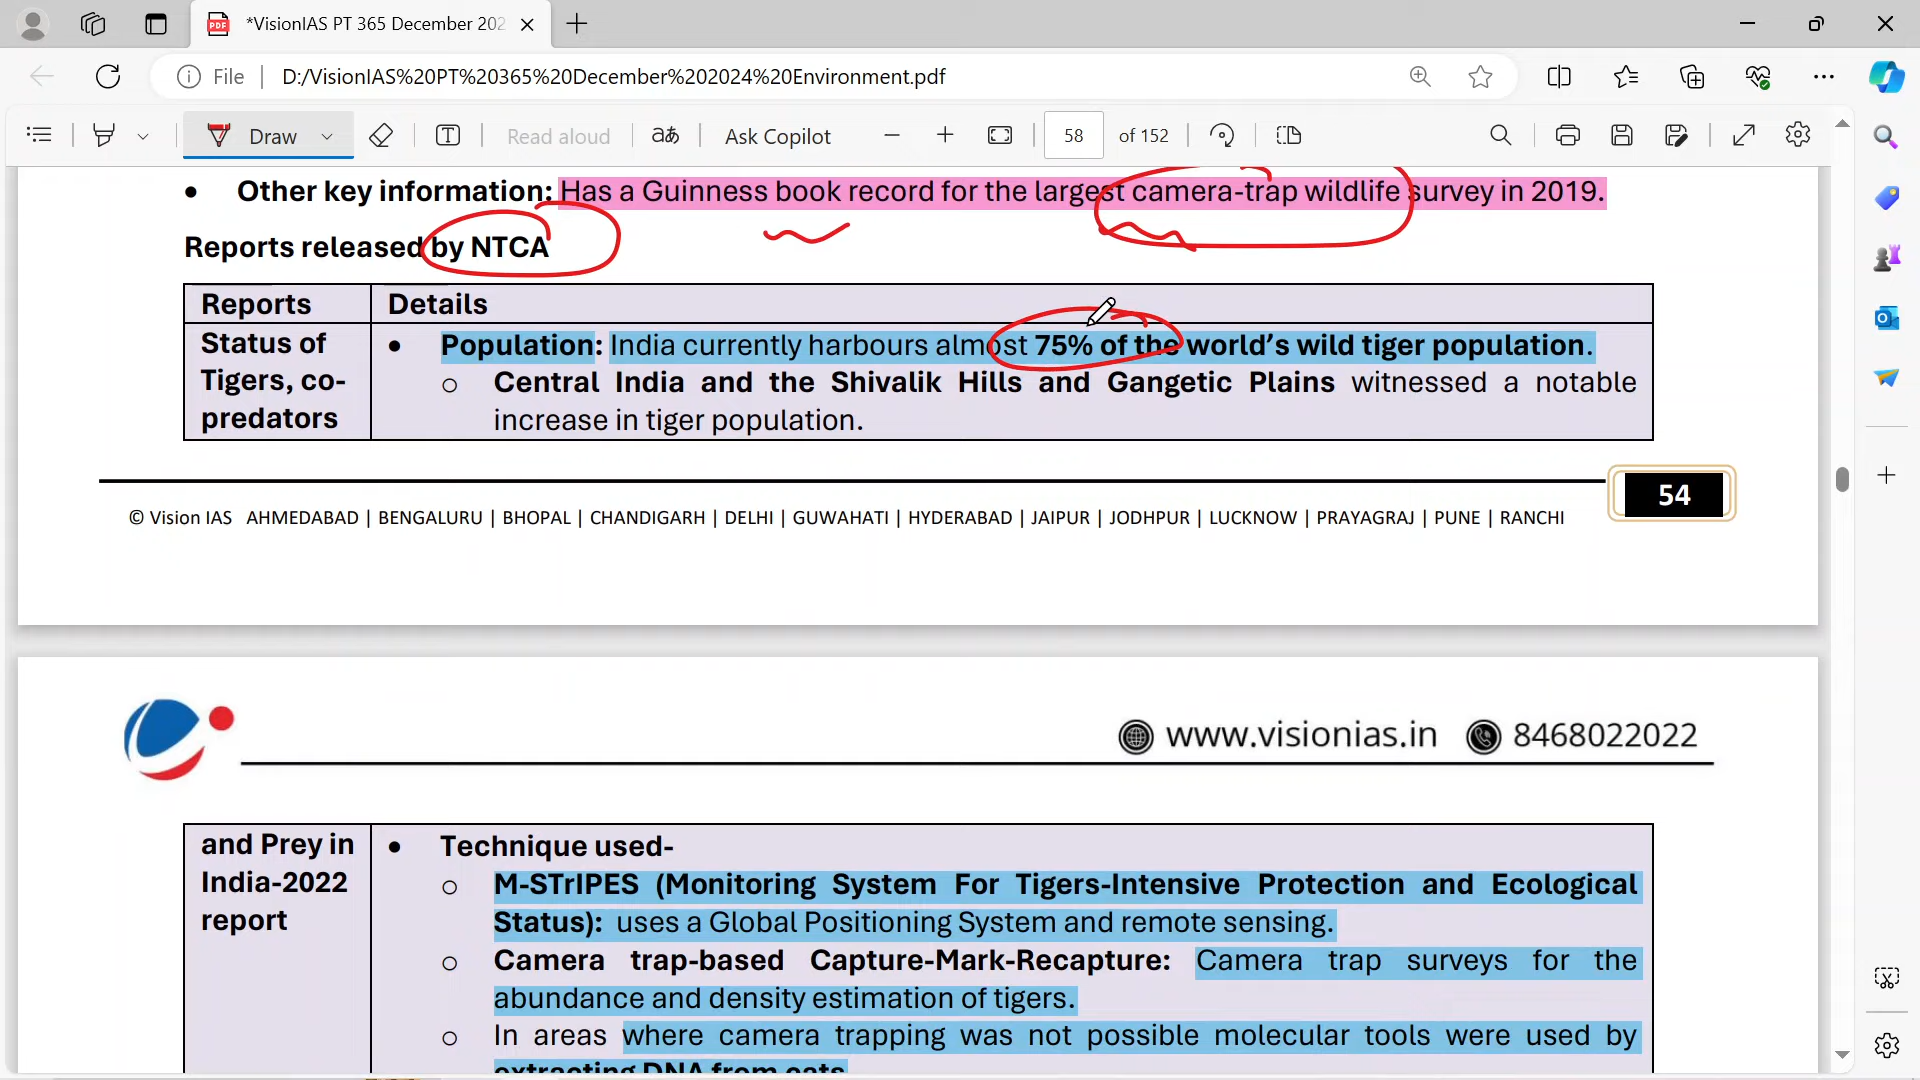 *VisionIAS PT 365 December 202
File
D:/VisionIAS%20PT%20365%20December%202024%20Environment.pdf
Draw
Read aloud
aあ
Ask Copilot
58 of 152
• Other key information: Has a Guinness book record for the largest camera-trap wildlife survey in 2019.
Reports released by NTCA
Reports Details
Status of Tigers, co-predators
• Population: India currently harbours almost 75% of the world's wild tiger population.
○ Central India and the Shivalik Hills and Gangetic Plains witnessed a notable
increase in tiger population.
54
© Vision IAS AHMEDABAD | BENGALURU | BHOPAL | CHANDIGARH | DELHI | GUWAHATI | HYDERABAD | JAIPUR | JODHPUR | LUCKNOW | PRAYAGRAJ | PUNE | RANCHI
www.visionias.in 8468022022
and Prey in
India-2022
report
• Technique used-
○ M-STrIPES (Monitoring System For Tigers-Intensive Protection and Ecological
Status): uses a Global Positioning System and remote sensing.
○ Camera trap-based Capture-Mark-Recapture: Camera trap surveys for the
abundance and density estimation of tigers.
○ In areas where camera trapping was not possible molecular tools were used by